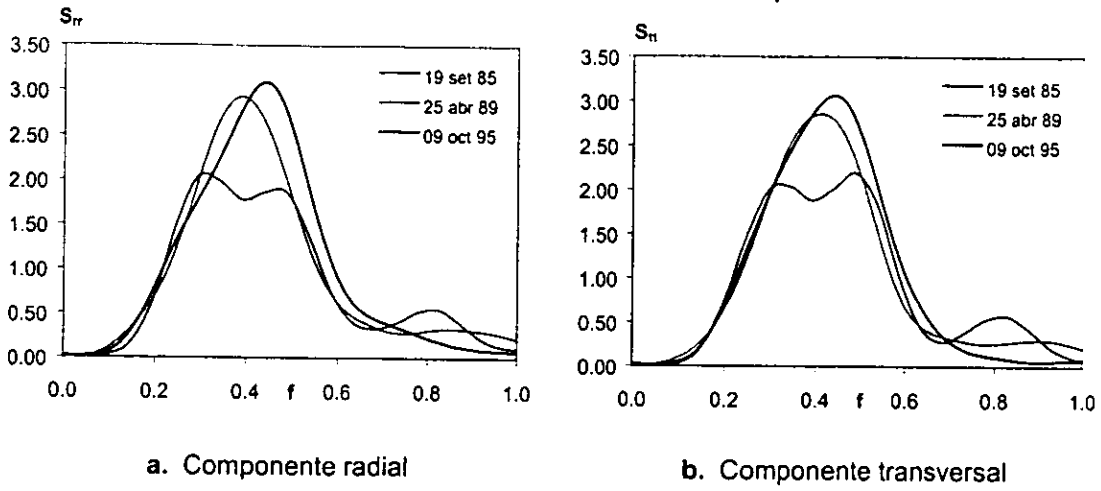 S_rr
3.50
3.00
2.50
2.00
1.50
1.00
0.50
0.00
0.0 0.2 0.4 f 0.6 0.8 1.0
19 set 85
25 abr 89
09 oct 95
a. Componente radial
S_tt
3.50
3.00
2.50
2.00
1.50
1.00
0.50
0.00
0.0 0.2 0.4 f 0.6 0.8 1.0
19 set 85
25 abr 89
09 oct 95
b. Componente transversal